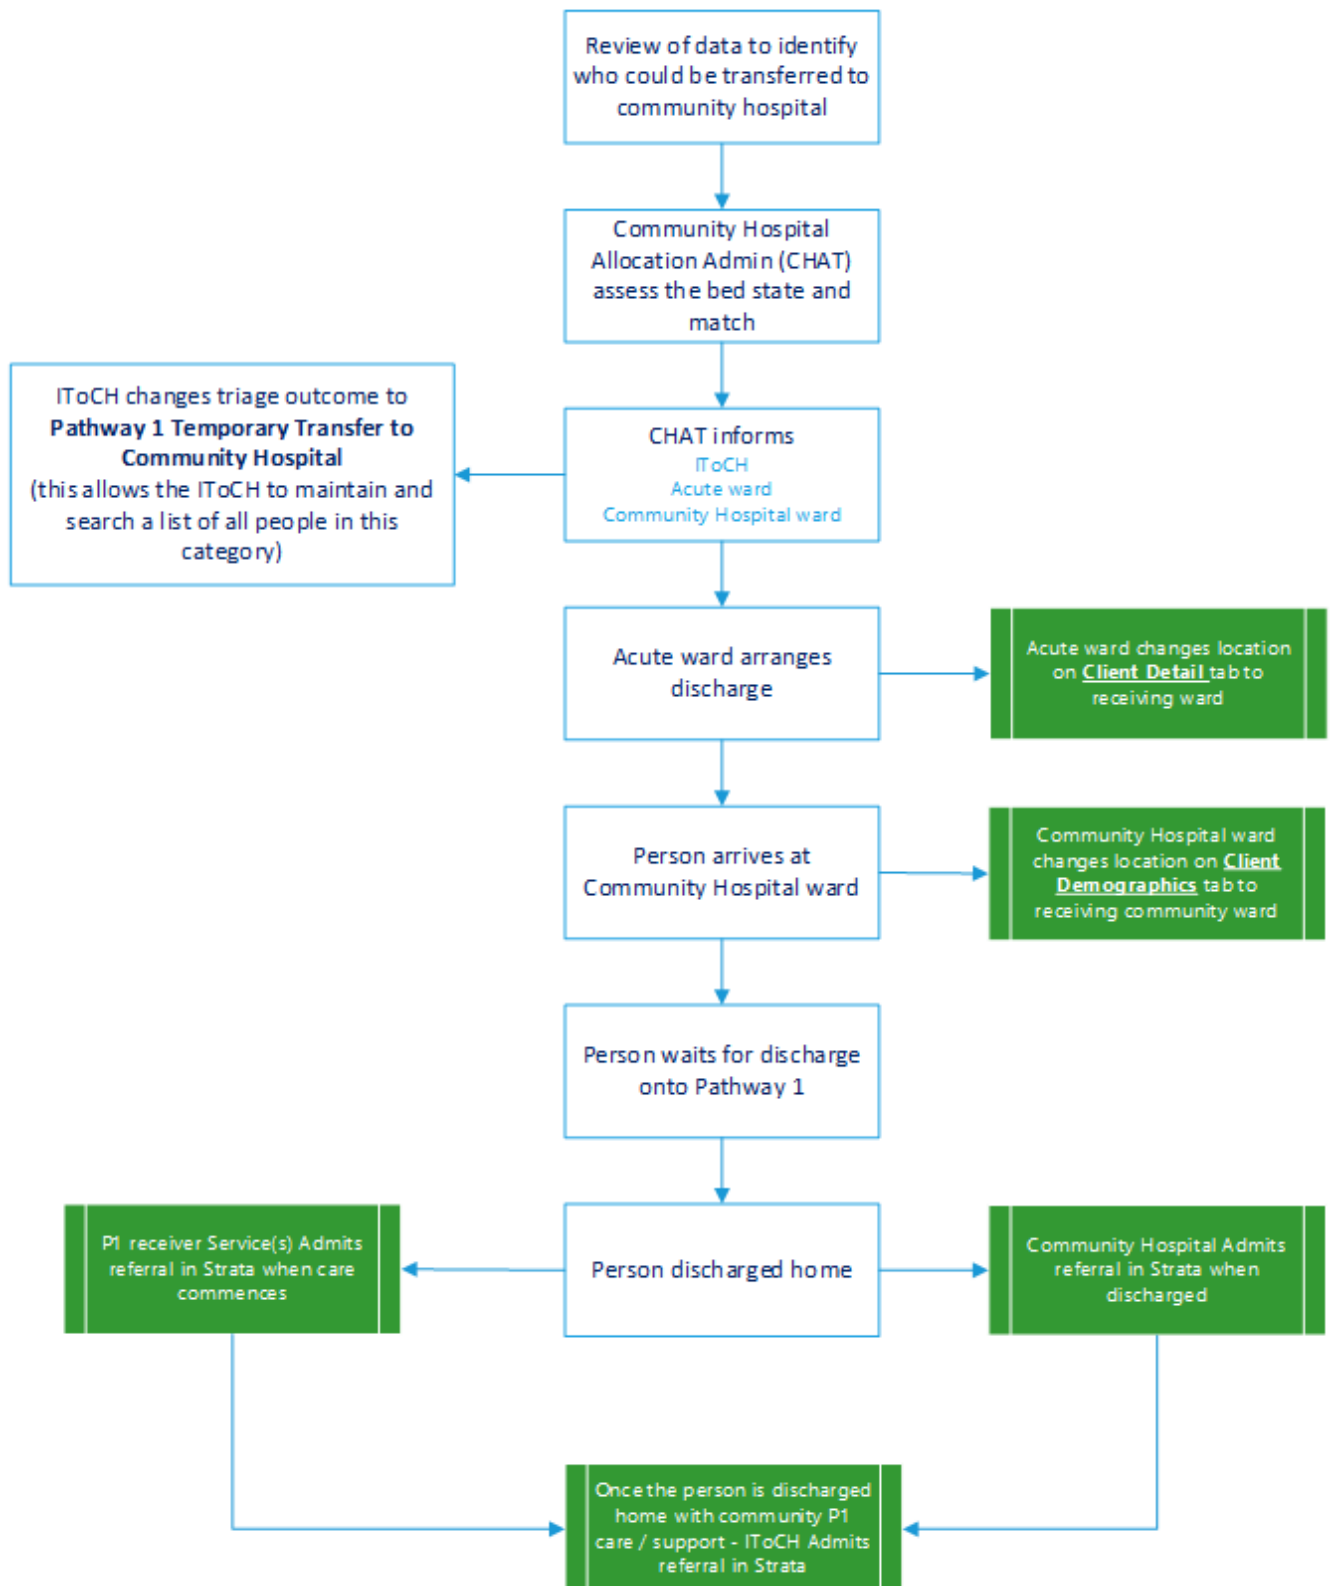 Review of data to identify
who could be transferred to
community hospital
Community Hospital
Allocation Admin (CHAT)
assess the bed state and
match
IToCH changes triage outcome to
Pathway 1 Temporary Transfer to
Community Hospital
(this allows the IToCH to maintain and
search a list of all people in this
category)
CHAT informs
IToCH
Acute ward
Community Hospital ward
Acute ward arranges
discharge
Acute ward changes location
on Client Detail tab to
receiving ward
Person arrives at
Community Hospital ward
Community Hospital ward
changes location on Client
Demographics tab to
receiving community ward
Person waits for discharge
onto Pathway 1
P1 receiver Service(s) Admits
referral in Strata when care
commences
Person discharged home
Community Hospital Admits
referral in Strata when
discharged
Once the person is discharged
home with community P1
care / support - IToCH Admits
referral in Strata